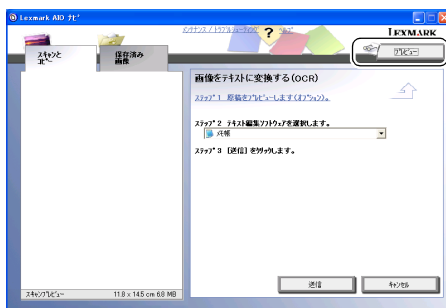 Lexmark AIO ﾅﾋﾞ
ﾒﾝﾃﾅﾝｽ / ﾄﾗﾌﾞﾙｼｭｰﾃｨﾝｸﾞ ﾍﾙﾌﾟ
LEXMARK
ｽｷｬﾝと
ｺﾋﾟｰ
保存済み
画像
ﾌﾟﾚﾋﾞｭｰ
画像をテキストに変換する(OCR)
ｽﾃｯﾌﾟ 1 原稿をﾌﾟﾚﾋﾞｭｰします(ｵﾌﾟｼｮﾝ)。
ｽﾃｯﾌﾟ 2 ﾃｷｽﾄ編集ｿﾌﾄｳｪｱを選択します。
ﾒﾓ帳
ｽﾃｯﾌﾟ 3 [送信] をｸﾘｯｸします。
ｽｷｬﾝﾌﾟﾚﾋﾞｭｰ 11.8 x 14.5 cm 6.8 MB
送信 ｷｬﾝｾﾙ